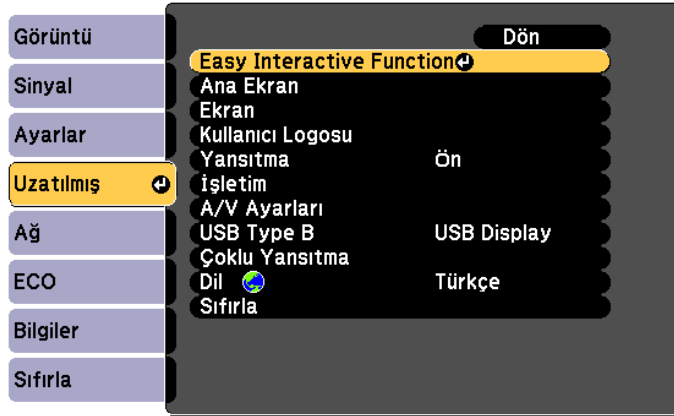 Görüntü
Sinyal
Ayarlar
Uzatılmış
Ağ
ECO
Bilgiler
Sıfırla
Dön
Easy Interactive Function
Ana Ekran
Ekran
Kullanıcı Logosu
Yansıtma Ön
İşletim
A/V Ayarları
USB Type B USB Display
Çoklu Yansıtma
Dil Türkçe
Sıfırla